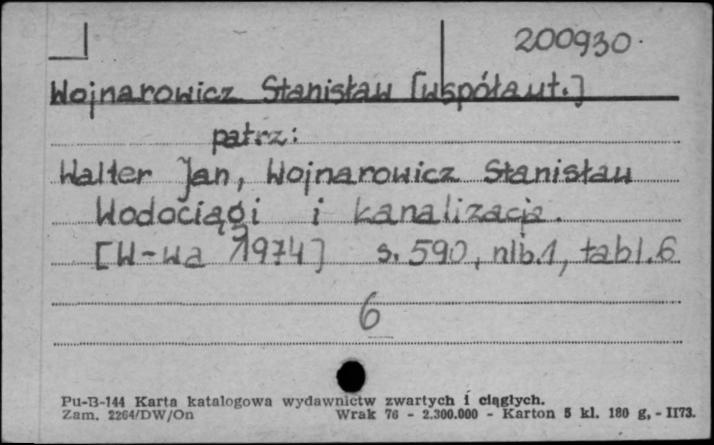 200930.
Wojnarowicz Stanisław [współaut.]
patrz:
Walter Jan, Wojnarowicz Stanisław
Wodociągi i kanalizacja.
[W-wa 1974] s. 590, nlb.1, tabl.6
6
Pu-B-144 Karta katalogowa wydawnictw zwartych i ciągłych.
Zam. 2264/DW/On Wrak 76 - 2.300.000 - Karton 5 kl. 180 g, - II73.